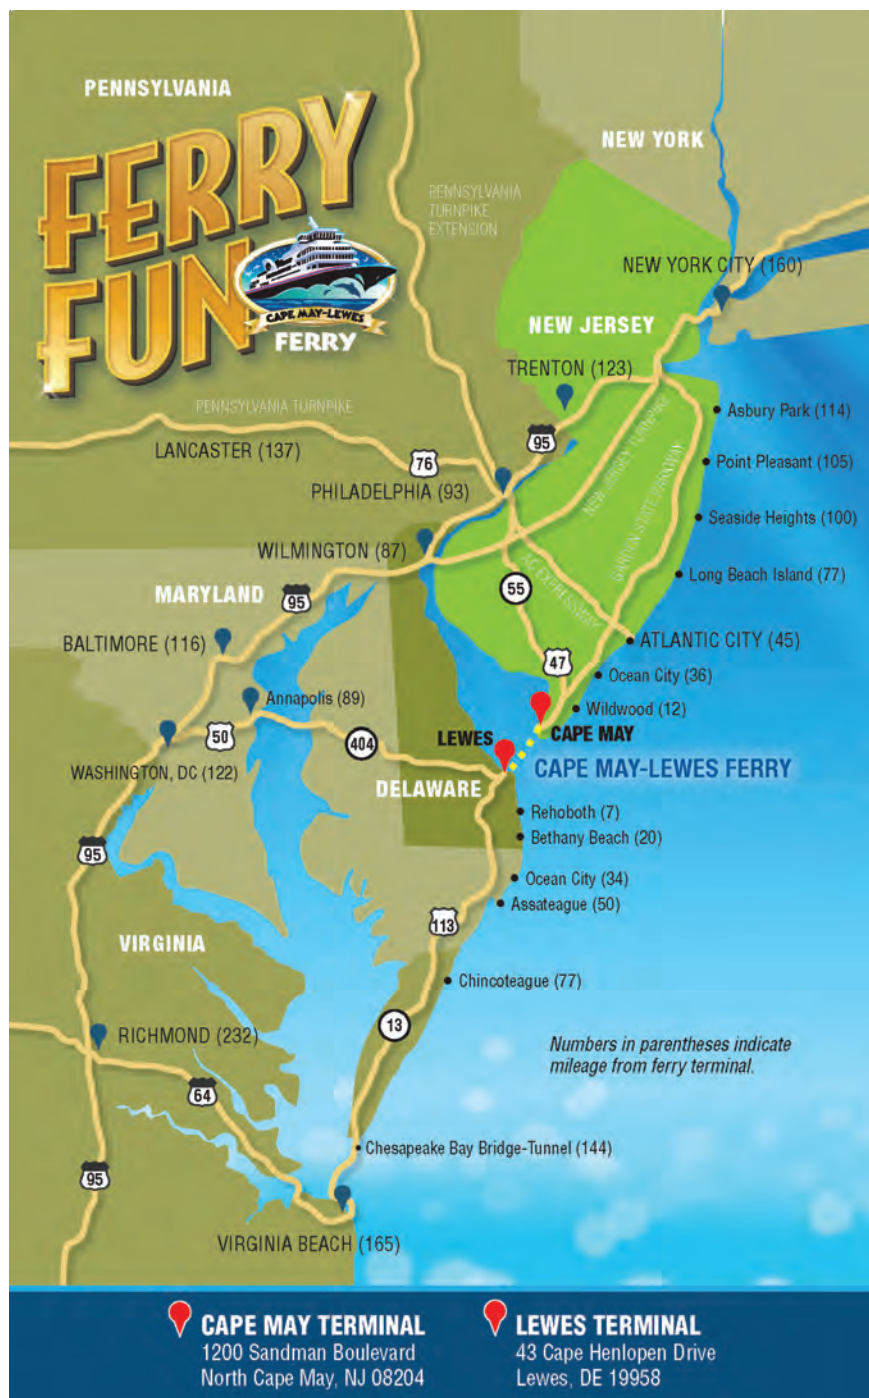 PENNSYLVANIA
FERRY
FUN
CAPE MAY-LEWES
FERRY
NEW YORK
PENNSYLVANIA
TURNPIKE
EXTENSION
NEW YORK CITY (160)
NEW JERSEY
TRENTON (123)
PENNSYLVANIA TURNPIKE
Asbury Park (114)
95
LANCASTER (137)
76
NEW JERSEY TURNPIKE
Point Pleasant (105)
PHILADELPHIA (93)
GARDEN STATE PARKWAY
Seaside Heights (100)
WILMINGTON (87)
AC EXPRESSWAY
Long Beach Island (77)
MARYLAND
95
55
BALTIMORE (116)
ATLANTIC CITY (45)
47
Ocean City (36)
Annapolis (89)
Wildwood (12)
50
404
LEWES
CAPE MAY
WASHINGTON, DC (122)
CAPE MAY-LEWES FERRY
DELAWARE
Rehoboth (7)
Bethany Beach (20)
95
Ocean City (34)
Assateague (50)
113
VIRGINIA
Chincoteague (77)
13
RICHMOND (232)
Numbers in parentheses indicate
mileage from ferry terminal.
64
Chesapeake Bay Bridge-Tunnel (144)
95
VIRGINIA BEACH (165)
CAPE MAY TERMINAL
1200 Sandman Boulevard
North Cape May, NJ 08204
LEWES TERMINAL
43 Cape Henlopen Drive
Lewes, DE 19958